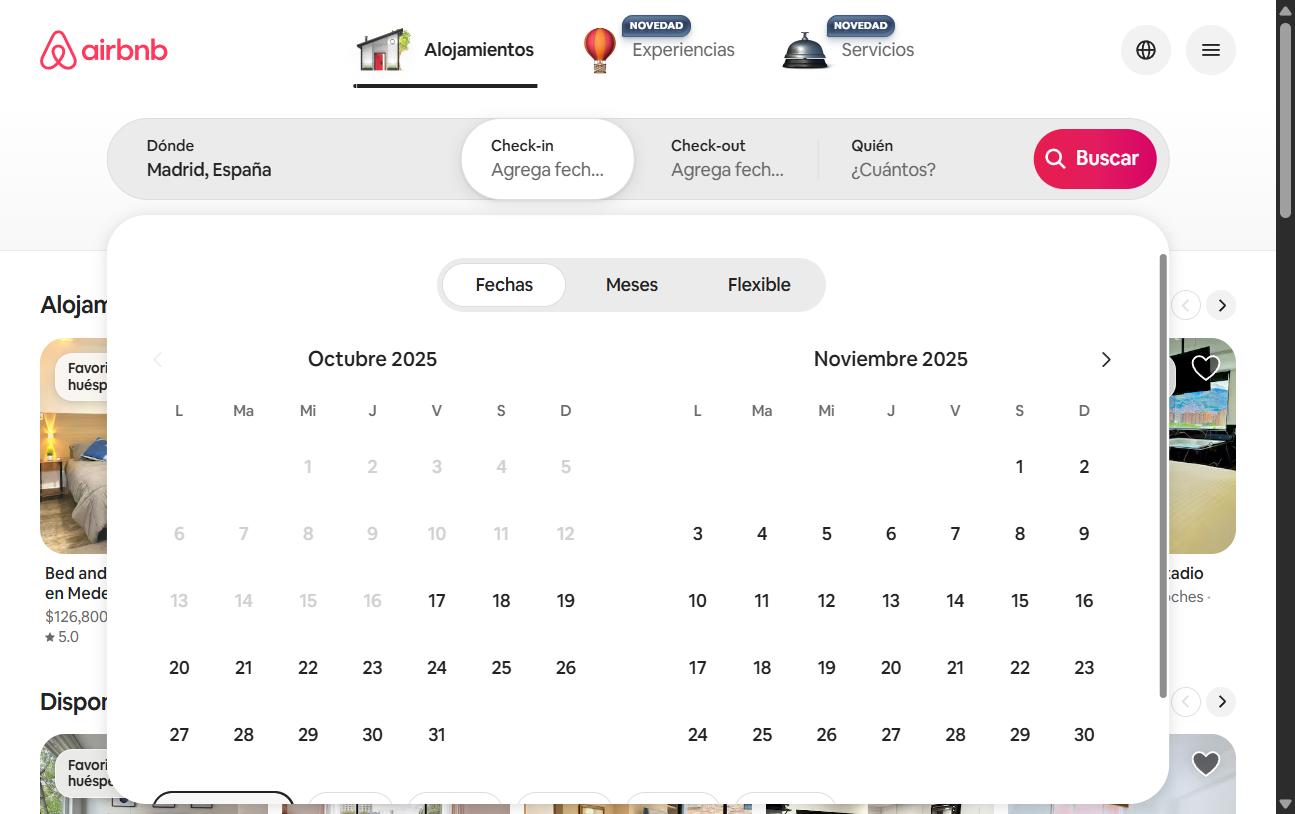 airbnb
Alojamientos
NOVEDAD
Experiencias
NOVEDAD
Servicios
Dónde
Madrid, España
Check-in
Agrega fech...
Check-out
Agrega fech...
Quién
¿Cuántos?
Buscar
Fechas
Meses
Flexible
Alojam
Octubre 2025
Noviembre 2025
L Ma Mi J V S D
1 2 3 4 5
6 7 8 9 10 11 12
13 14 15 16 17 18 19
20 21 22 23 24 25 26
27 28 29 30 31
L Ma Mi J V S D
1 2
3 4 5 6 7 8 9
10 11 12 13 14 15 16
17 18 19 20 21 22 23
24 25 26 27 28 29 30
Favori
huésp
Bed and
en Mede
$126,800
5.0
tadio
oches ·
Dispon
Favori
huéspe